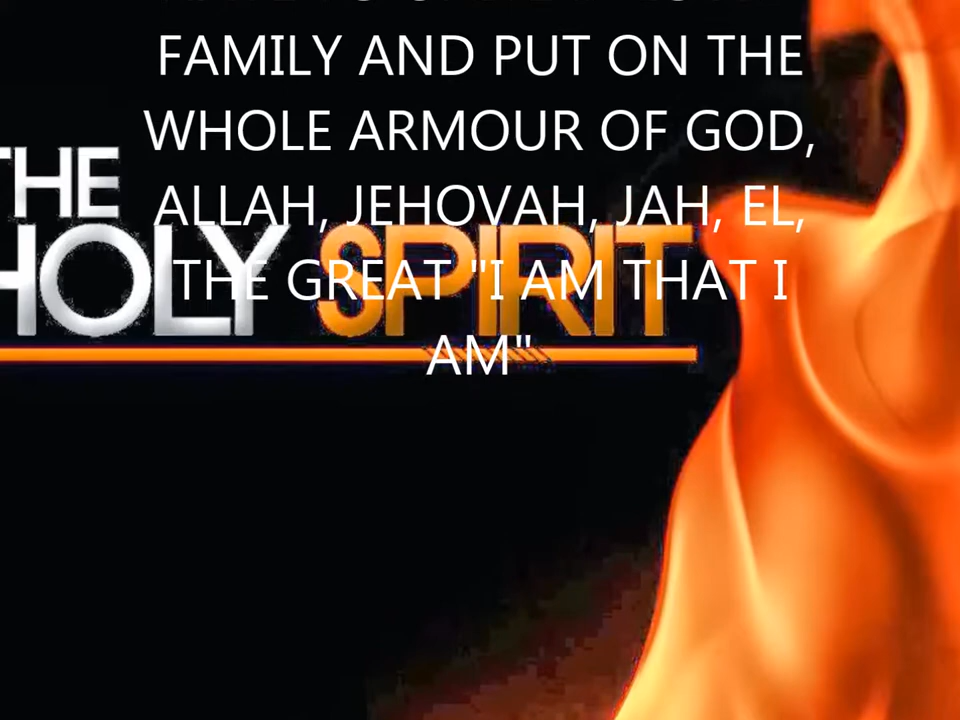 FAMILY AND PUT ON THE
WHOLE ARMOUR OF GOD,
ALLAH, JEHOVAH, JAH, EL,
THE GREAT "I AM THAT I
AM"
THE
HOLY SPIRIT